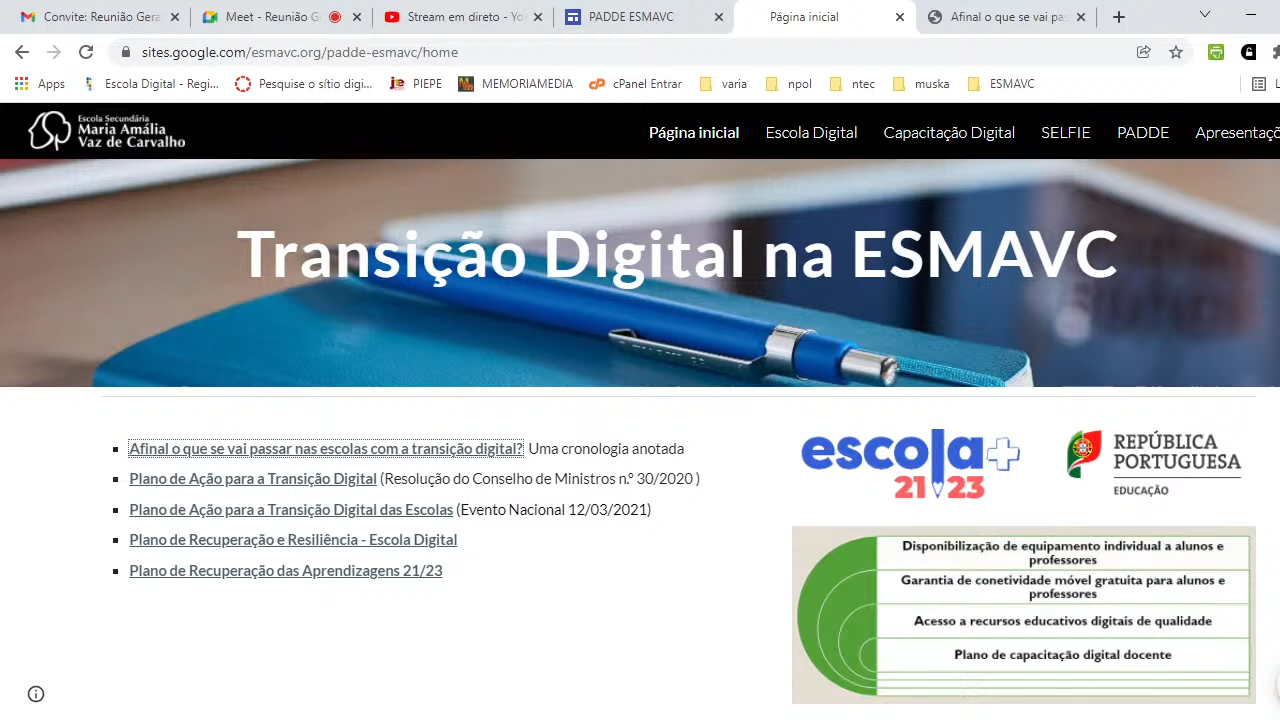 Convite: Reunião Gera
Meet - Reunião G
Stream em direto - Yo
PADDE ESMAVC
Página inicial
Afinal o que se vai pas
sites.google.com/esmavc.org/padde-esmavc/home
Apps
Escola Digital - Regi...
Pesquise o sítio digi...
PIEPE
MEMORIAMEDIA
cPanel Entrar
varia
npol
ntec
muska
ESMAVC
Escola Secundária
Maria Amália
Vaz de Carvalho
Página inicial
Escola Digital
Capacitação Digital
SELFIE
PADDE
Apresentaço
Transição Digital na ESMAVC
Afinal o que se vai passar nas escolas com a transição digital? Uma cronologia anotada
Plano de Ação para a Transição Digital (Resolução do Conselho de Ministros n.º 30/2020 )
Plano de Ação para a Transição Digital das Escolas (Evento Nacional 12/03/2021)
Plano de Recuperação e Resiliência - Escola Digital
Plano de Recuperação das Aprendizagens 21/23
escola+
21 23
REPÚBLICA
PORTUGUESA
EDUCAÇÃO
Disponibilização de equipamento individual a alunos e
professores
Garantia de conetividade móvel gratuita para alunos e
professores
Acesso a recursos educativos digitais de qualidade
Plano de capacitação digital docente